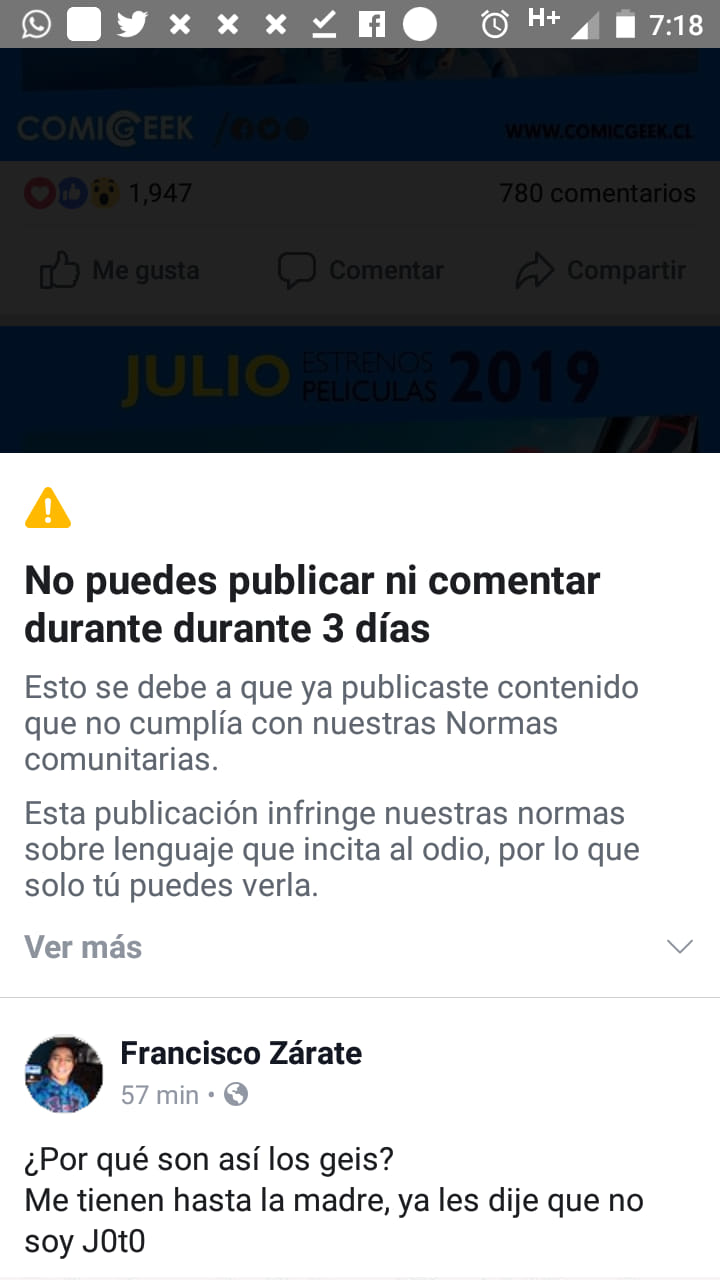 H+ 7:18
COMICGEEK / WWW.COMICGEEK.CL
1,947 780 comentarios
Me gusta Comentar Compartir
JULIO ESTRENOS PELÍCULAS 2019
No puedes publicar ni comentar
durante durante 3 días
Esto se debe a que ya publicaste contenido
que no cumplía con nuestras Normas
comunitarias.
Esta publicación infringe nuestras normas
sobre lenguaje que incita al odio, por lo que
solo tú puedes verla.
Ver más
Francisco Zárate
57 min •
¿Por qué son así los geis?
Me tienen hasta la madre, ya les dije que no
soy J0t0